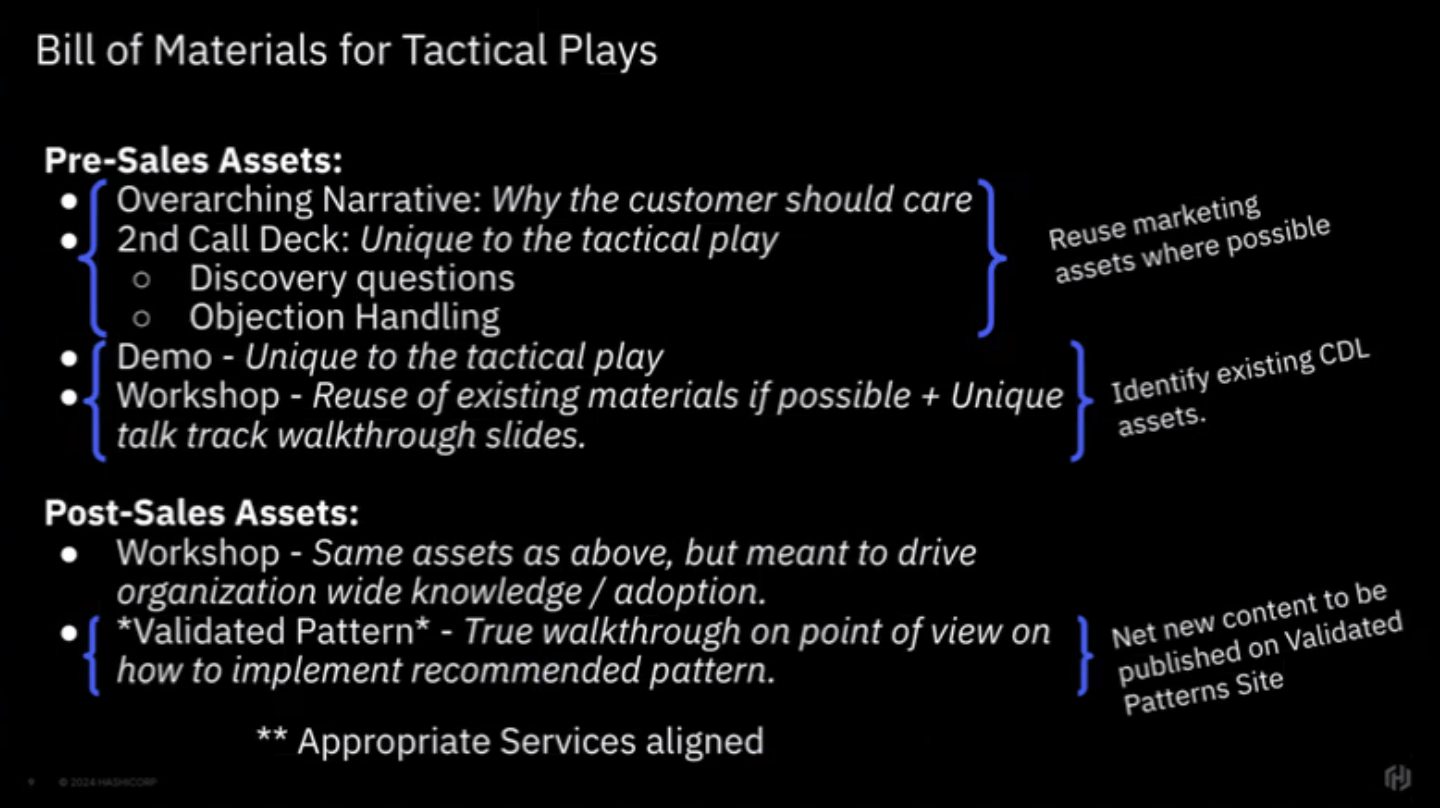 Bill of Materials for Tactical Plays
Pre-Sales Assets:
Overarching Narrative: Why the customer should care
2nd Call Deck: Unique to the tactical play
Discovery questions
Objection Handling
Reuse marketing
assets where possible
Demo - Unique to the tactical play
Workshop - Reuse of existing materials if possible + Unique
talk track walkthrough slides.
Identify existing CDL
assets.
Post-Sales Assets:
Workshop - Same assets as above, but meant to drive
organization wide knowledge / adoption.
*Validated Pattern* - True walkthrough on point of view on
how to implement recommended pattern.
Net new content to be
published on Validated
Patterns Site
** Appropriate Services aligned
9 © 2024 HASHICORP